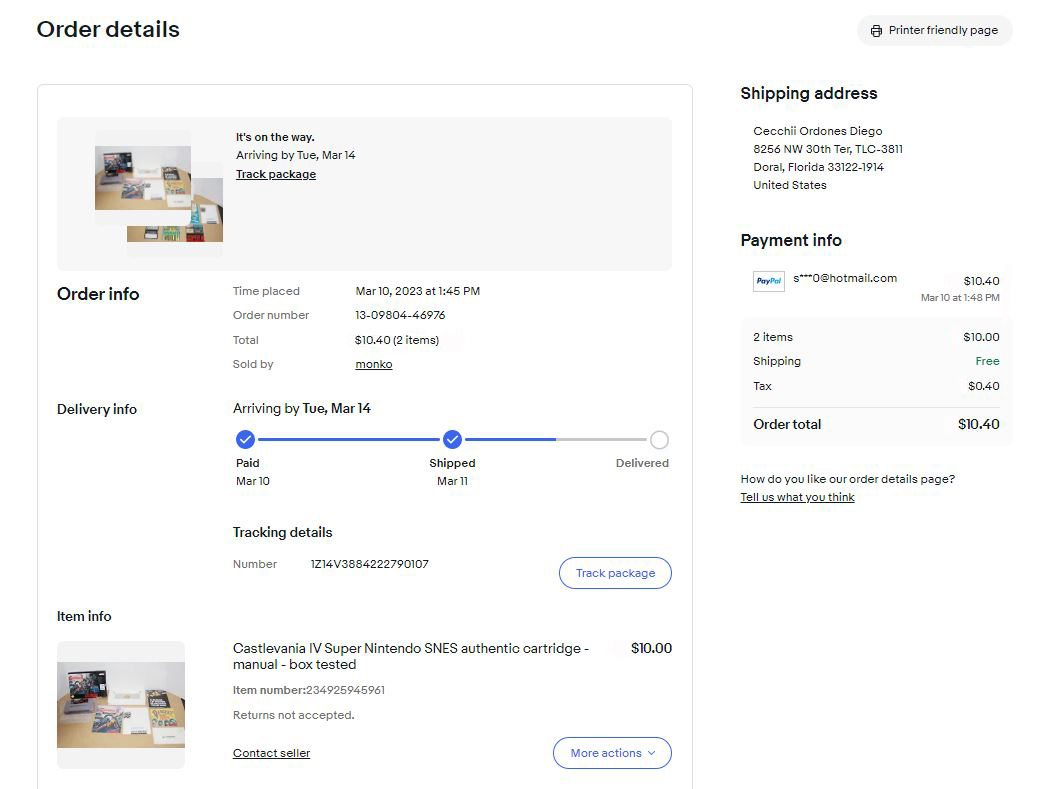 Order details
Printer friendly page
It's on the way.
Arriving by Tue, Mar 14
Track package
Order info
Time placed Mar 10, 2023 at 1:45 PM
Order number 13-09804-46976
Total $10.40 (2 items)
Sold by monko
Delivery info
Arriving by Tue, Mar 14
Paid Shipped Delivered
Mar 10 Mar 11
Tracking details
Number 1Z14V3884222790107
Track package
Item info
Castlevania IV Super Nintendo SNES authentic cartridge - $10.00
manual - box tested
Item number:234925945961
Returns not accepted.
Contact seller
More actions
Shipping address
Cecchii Ordones Diego
8256 NW 30th Ter, TLC-3811
Doral, Florida 33122-1914
United States
Payment info
PayPal s***0@hotmail.com $10.40
Mar 10 at 1:48 PM
2 items $10.00
Shipping Free
Tax $0.40
Order total $10.40
How do you like our order details page?
Tell us what you think